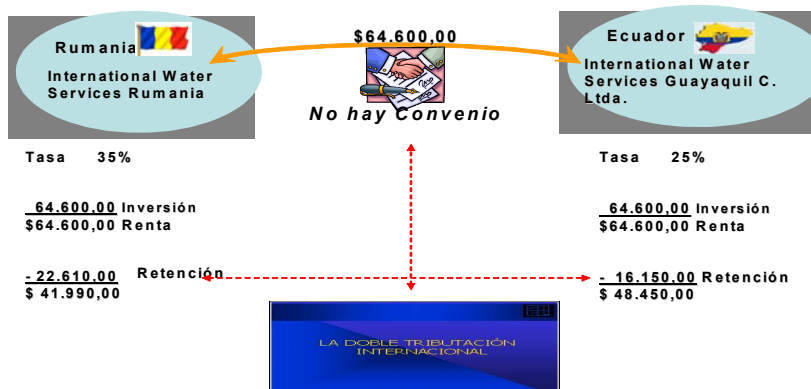 $64.600,00
Rumania
International Water
Services Rumania
Ecuador
International Water
Services Guayaquil C.
Ltda.
No hay Convenio
Tasa 35%
64.600,00 Inversión
$64.600,00 Renta
- 22.610,00 Retención
$ 41.990,00
Tasa 25%
64.600,00 Inversión
$64.600,00 Renta
- 16.150,00 Retención
$ 48.450,00
LA DOBLE TRIBUTACIÓN
INTERNACIONAL